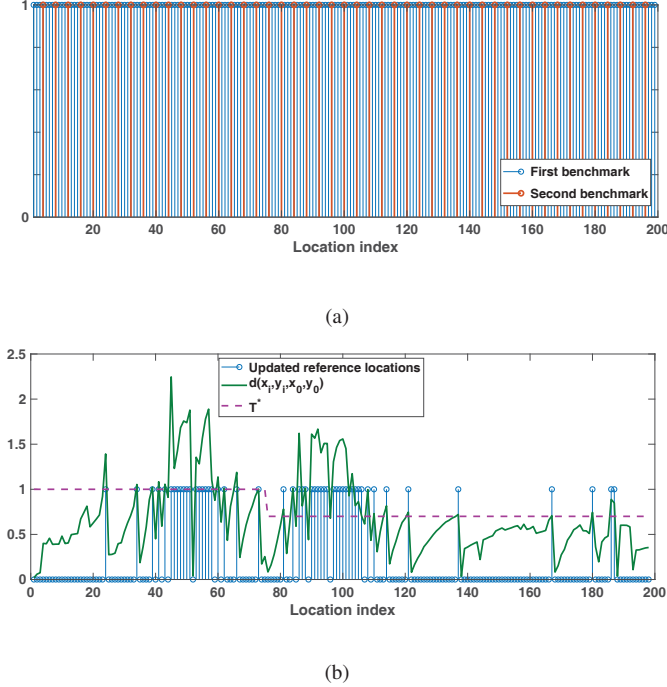 1
0
20 40 60 80 100 120 140 160 180 200
Location index
First benchmark
Second benchmark
(a)
2.5
2
1.5
1
0.5
0
Updated reference locations
d(x_i,y_i,x_0,y_0)
T*
0 20 40 60 80 100 120 140 160 180 200
Location index
(b)